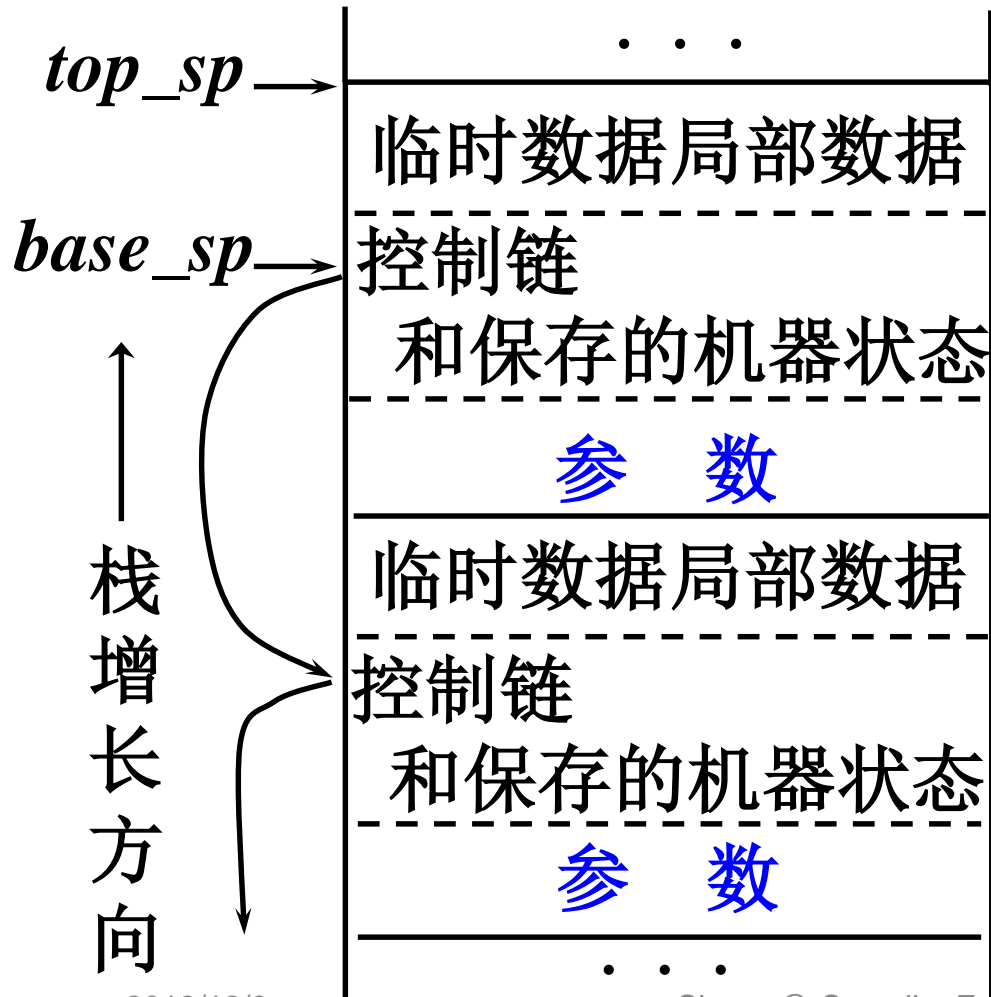 . . .
top_sp
临时数据局部数据
base_sp
控制链
和保存的机器状态
参 数
临时数据局部数据
栈增长方向
控制链
和保存的机器状态
参 数
. . .